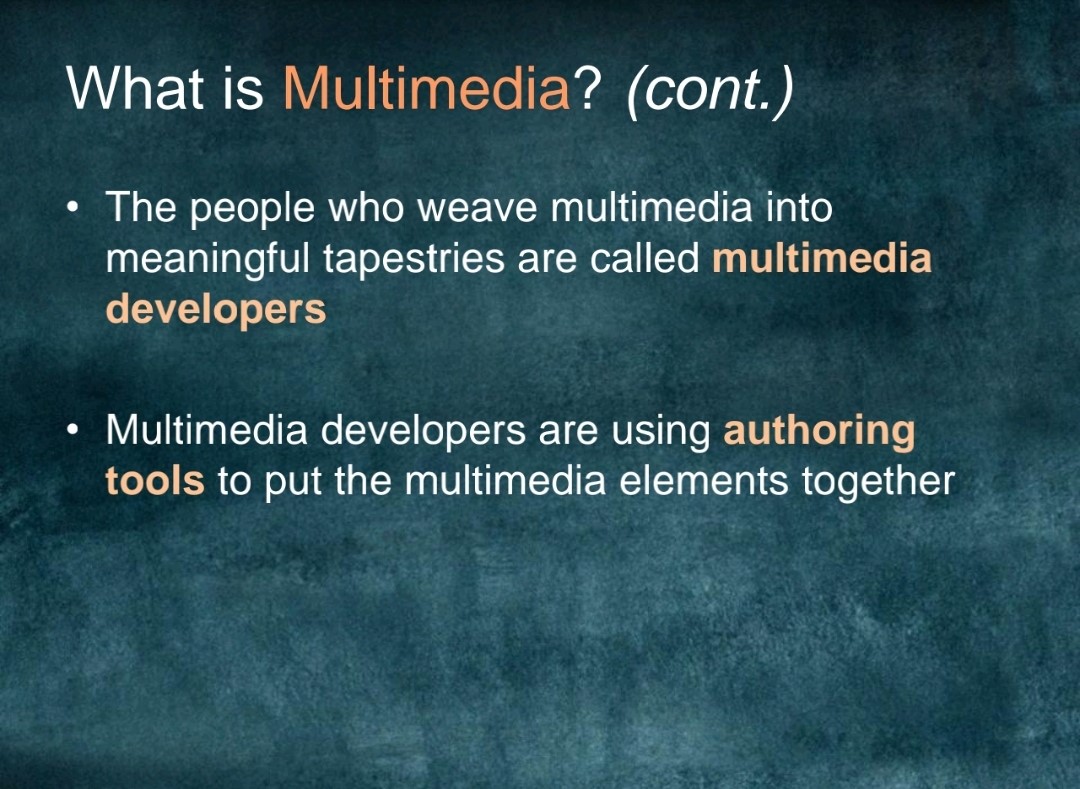 What is Multimedia? (cont.)
• The people who weave multimedia into
meaningful tapestries are called multimedia
developers
• Multimedia developers are using authoring
tools to put the multimedia elements together